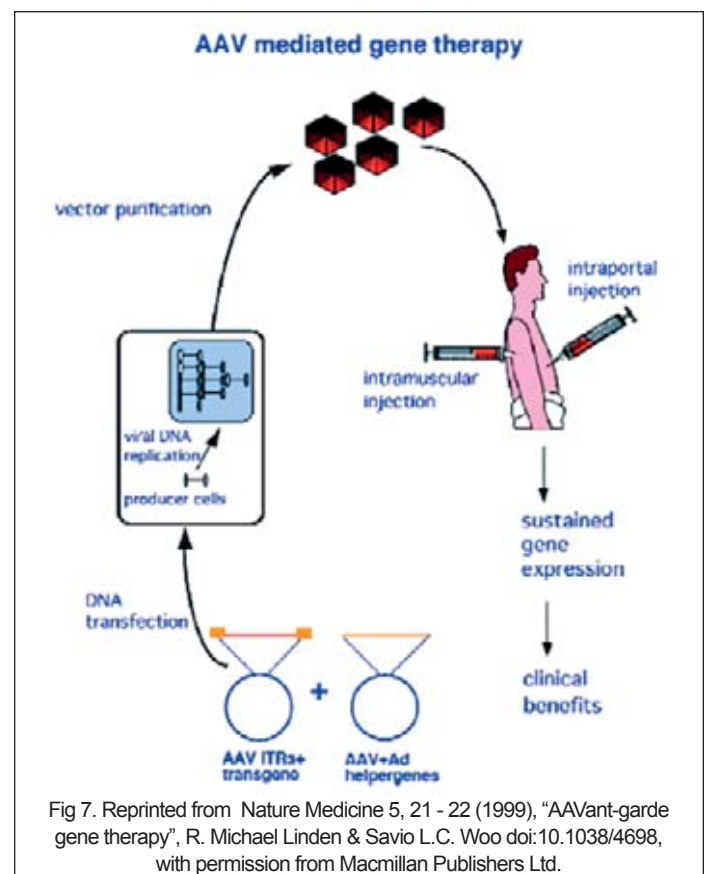 AAV mediated gene therapy
vector purification
intraportal
injection
intramuscular
injection
viral DNA
replication
producer cells
DNA
transfection
sustained
gene
expression
clinical
benefits
+
AAV ITRs+
transgene
AAV+Ad
helpergenes
Fig 7. Reprinted from Nature Medicine 5, 21 - 22 (1999), “AAVant-garde
gene therapy”, R. Michael Linden & Savio L.C. Woo doi:10.1038/4698,
with permission from Macmillan Publishers Ltd.